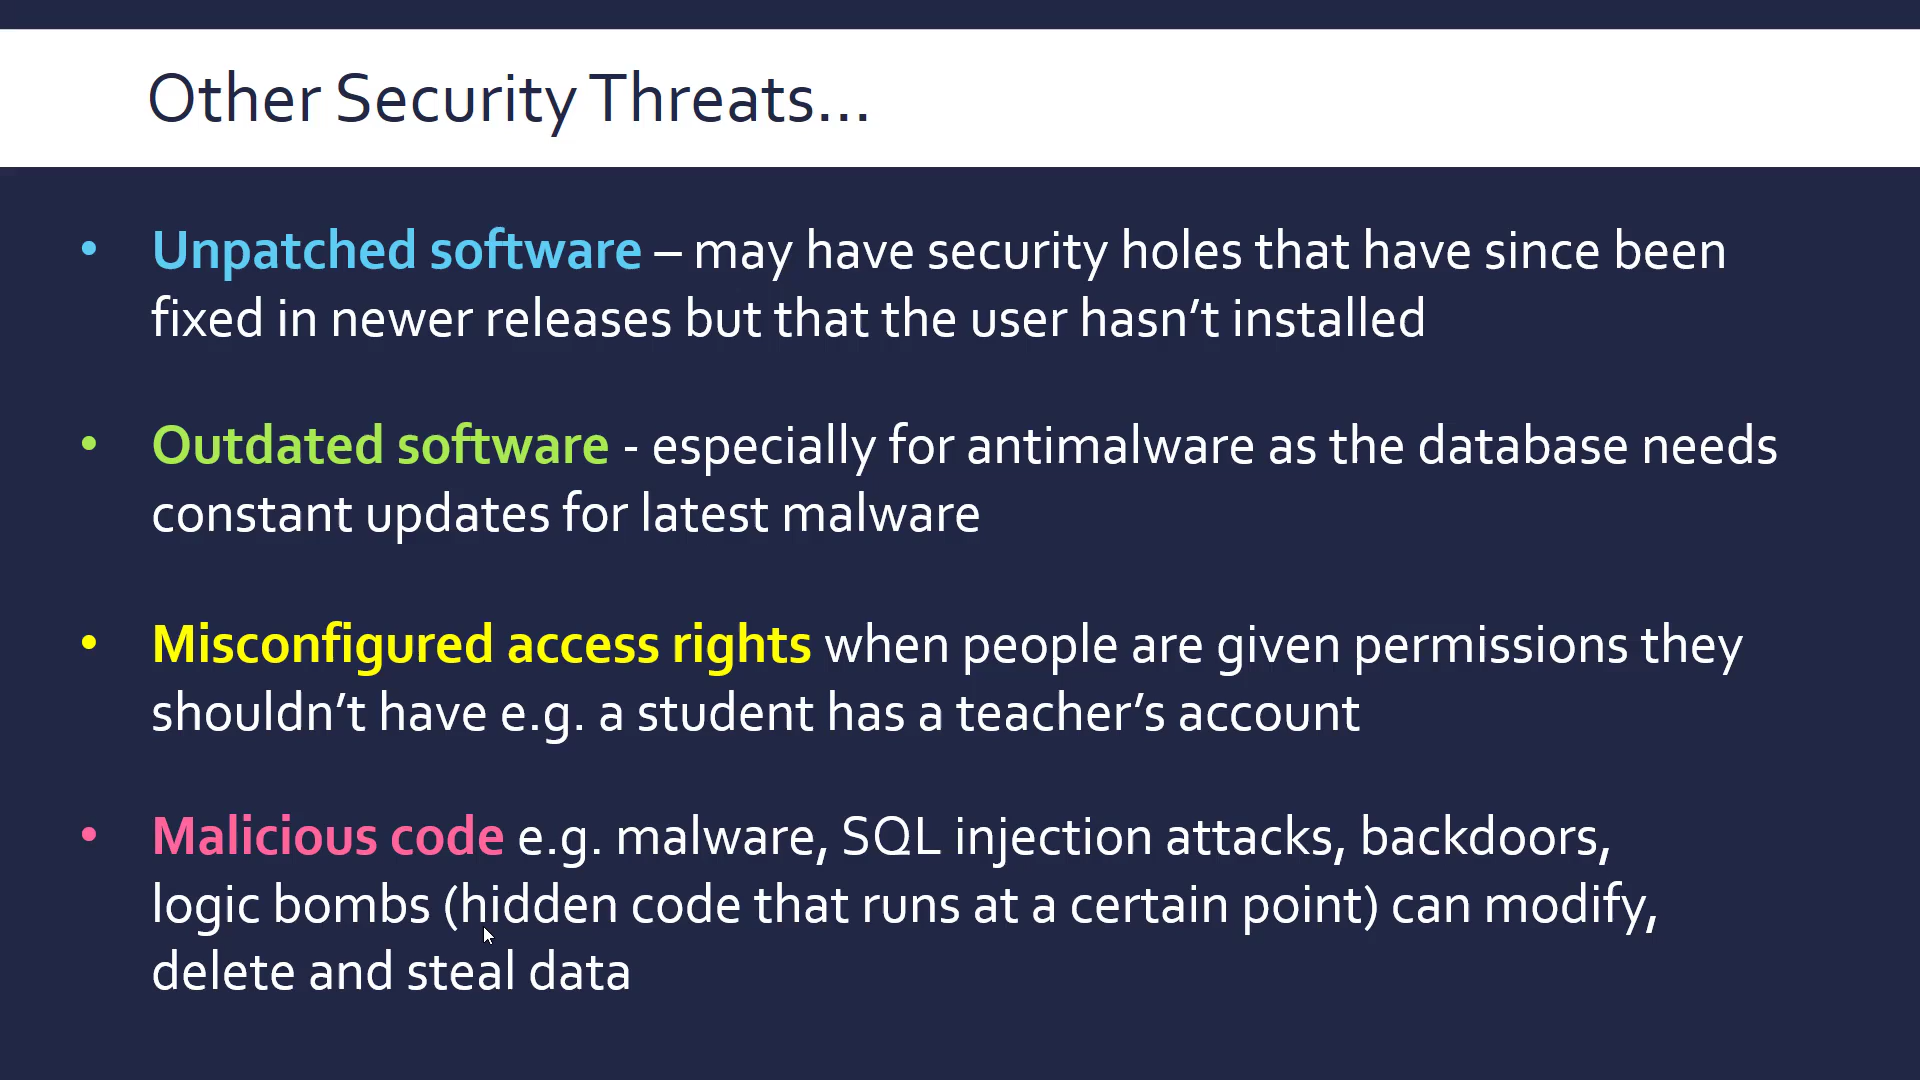 Other Security Threats...
• Unpatched software – may have security holes that have since been
fixed in newer releases but that the user hasn’t installed
• Outdated software - especially for antimalware as the database needs
constant updates for latest malware
• Misconfigured access rights when people are given permissions they
shouldn’t have e.g. a student has a teacher’s account
• Malicious code e.g. malware, SQL injection attacks, backdoors,
logic bombs (hidden code that runs at a certain point) can modify,
delete and steal data